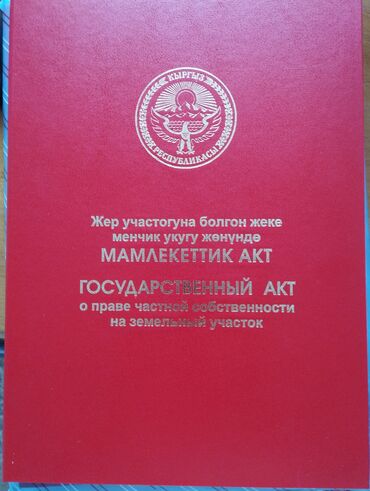 КЫРГЫЗ
РЕСПУБЛИКАСЫ
Жер участогуна болгон жеке
менчик укугу жөнүндө
МАМЛЕКЕТТИК АКТ
ГОСУДАРСТВЕННЫЙ АКТ
о праве частной собственности
на земельный участок